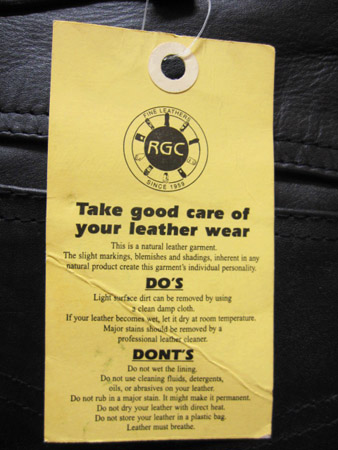 FINE LEATHERS
RGC
SINCE 1959
Take good care of
your leather wear
This is a natural leather garment.
The slight markings, blemishes and shadings, inherent in any
natural product create this garment's individual personality.
DO'S
Light surface dirt can be removed by using
a clean damp cloth.
If your leather becomes wet, let it dry at room temperature.
Major stains should be removed by a
professional leather cleaner.
DONT'S
Do not wet the lining.
Do not use cleaning fluids, detergents,
oils, or abrasives on your leather.
Do not rub in a major stain. It might make it permanent.
Do not dry your leather with direct heat.
Do not store your leather in a plastic bag.
Leather must breathe.